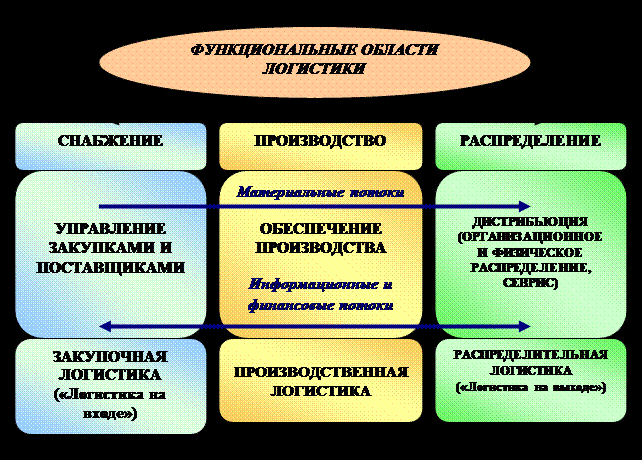 ФУНКЦИОНАЛЬНЫЕ ОБЛАСТИ
ЛОГИСТИКИ
СНАБЖЕНИЕ
ПРОИЗВОДСТВО
РАСПРЕДЕЛЕНИЕ
Материальные потоки
УПРАВЛЕНИЕ
ЗАКУПКАМИ И
ПОСТАВЩИКАМИ
ОБЕСПЕЧЕНИЕ
ПРОИЗВОДСТВА
ДИСТРИБЬЮЦИЯ
(ОРГАНИЗАЦИОННОЕ
И ФИЗИЧЕСКОЕ
РАСПРЕДЕЛЕНИЕ,
СЕВРИС)
Информационные и
финансовые потоки
ЗАКУПОЧНАЯ
ЛОГИСТИКА
(«Логистика на
входе»)
ПРОИЗВОДСТВЕННАЯ
ЛОГИСТИКА
РАСПРЕДЕЛИТЕЛЬНАЯ
ЛОГИСТИКА
(«Логистика на выходе»)